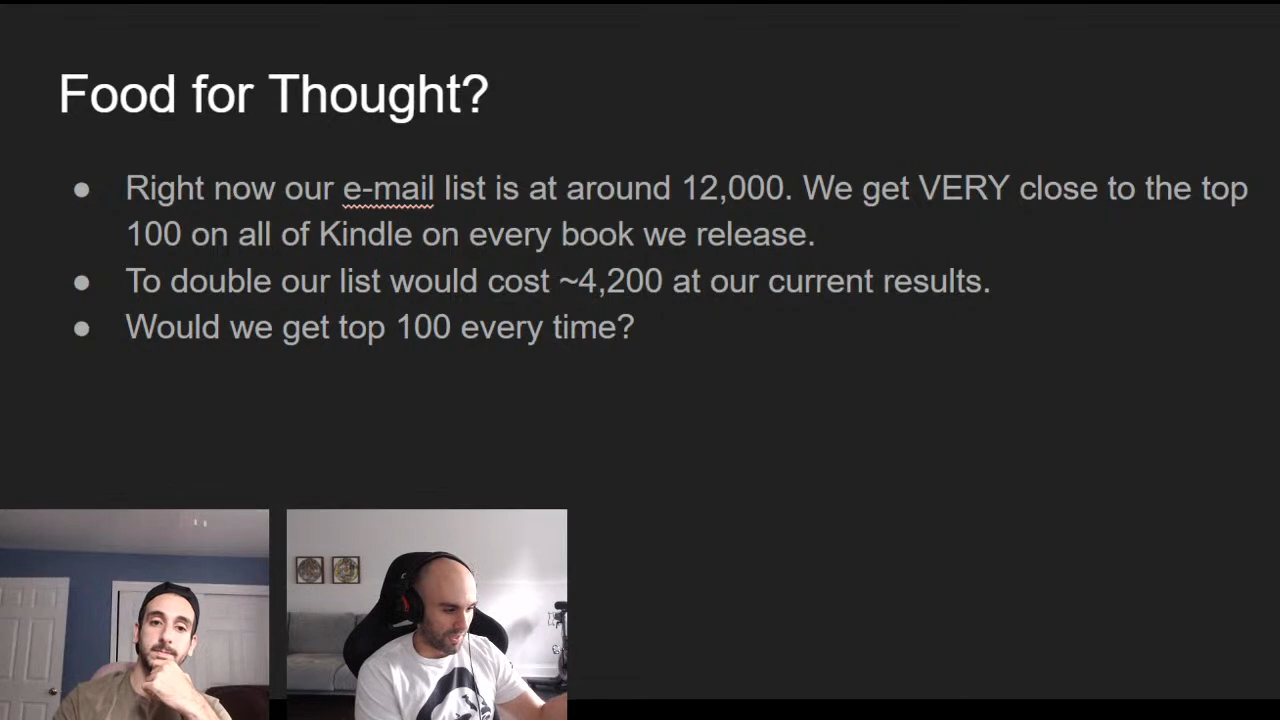 Food for Thought?
● Right now our e-mail list is at around 12,000. We get VERY close to the top
100 on all of Kindle on every book we release.
● To double our list would cost ~4,200 at our current results.
● Would we get top 100 every time?